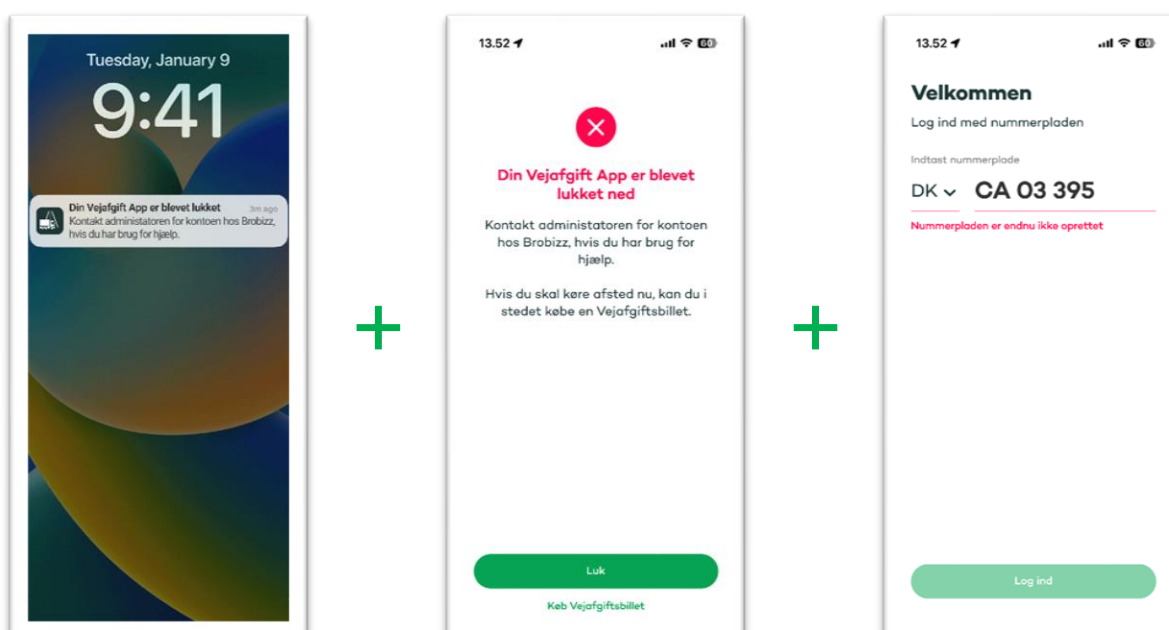 Tuesday, January 9
9:41
Din Vejafgift App er blevet lukket 3m ago
Kontakt administatoren for kontoen hos Brobizz,
hvis du har brug for hjælp.
13.52
60
Din Vejafgift App er blevet
lukket ned
Kontakt administatoren for kontoen
hos Brobizz, hvis du har brug for
hjælp.
Hvis du skal køre afsted nu, kan du i
stedet købe en Vejafgiftsbillet.
Luk
Køb Vejafgiftsbillet
13.52
60
Velkommen
Log ind med nummerpladen
Indtast nummerplade
DK CA 03 395
Nummerpladen er endnu ikke oprettet
Log ind